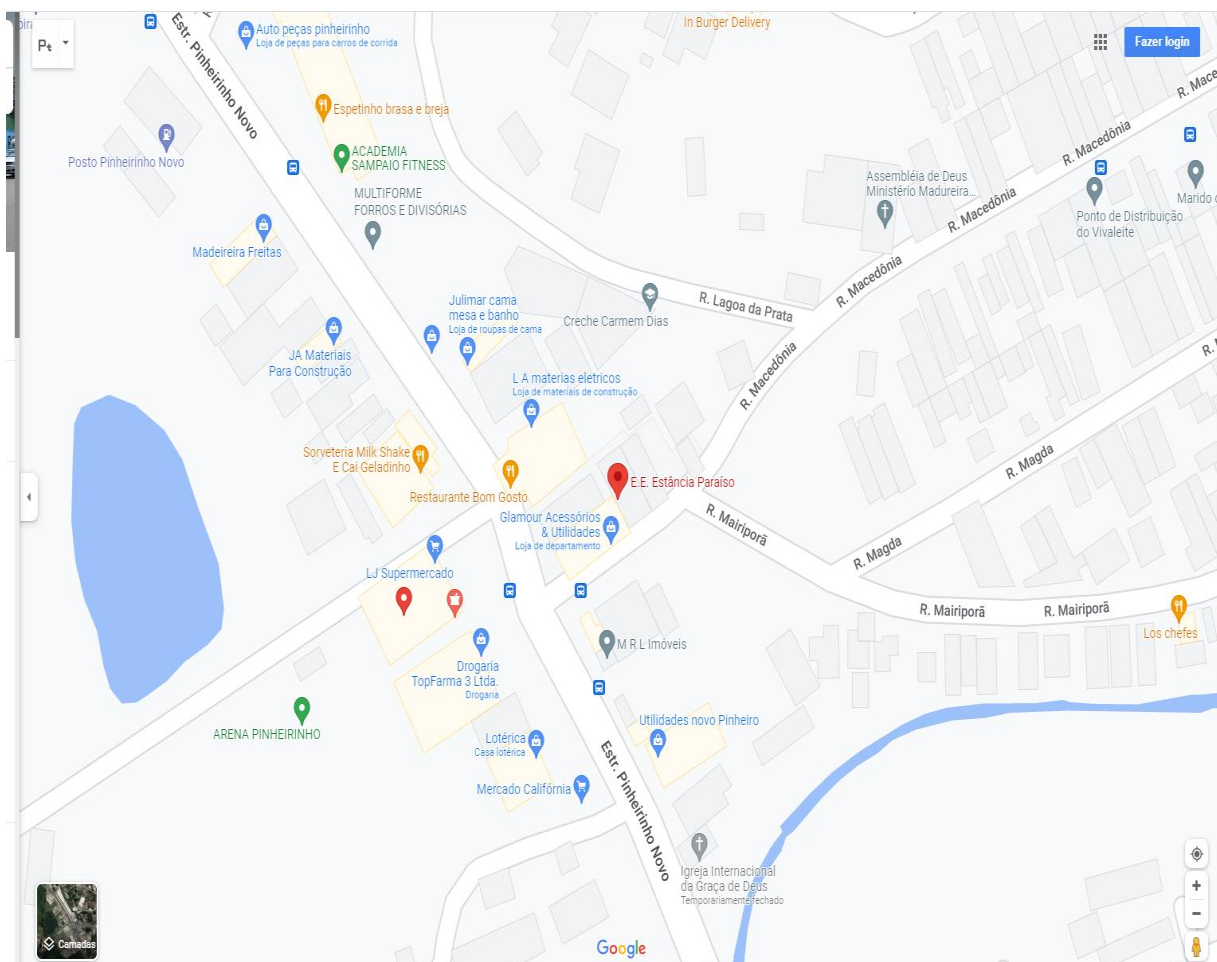 In Burger Delivery
Pt
Fazer login
Auto peças pinheirinho
Loja de peças para carros de corrida
Estr. Pinheirinho Novo
Espetinho brasa e breja
Posto Pinheirinho Novo
ACADEMIA
SAMPAIO FITNESS
MULTIFORME
FORROS E DIVISÓRIAS
Madeireira Freitas
R. Mace
R. Macedônia
R. Macedônia
Assembléia de Deus
Ministério Madureira...
Ponto de Distribuição
do Vivaleite
Marido
R. Macedônia
R. Lagoa da Prata
Creche Carmem Dias
Julimar cama
mesa e banho
Loja de roupas de cama
JA Materiais
Para Construção
R. Macedônia
L A materias eletricos
Loja de materiais de construção
Sorveteria Milk Shake
E Cai Geladinho
Restaurante Bom Gosto
E.E. Estância Paraíso
R. Magda
Glamour Acessórios
& Utilidades
Loja de departamento
R. Mairiporã
R. Magda
LJ Supermercado
R. Mairiporã
R. Mairiporã
Los chefes
M R L Imóveis
Drogaria
TopFarma 3 Ltda.
Drogaria
ARENA PINHEIRINHO
Utilidades novo Pinheiro
Lotérica
Casa lotérica
Mercado Califórnia
Estr. Pinheirinho Novo
Igreja Internacional
da Graça de Deus
Temporariamente fechado
Camadas
Google